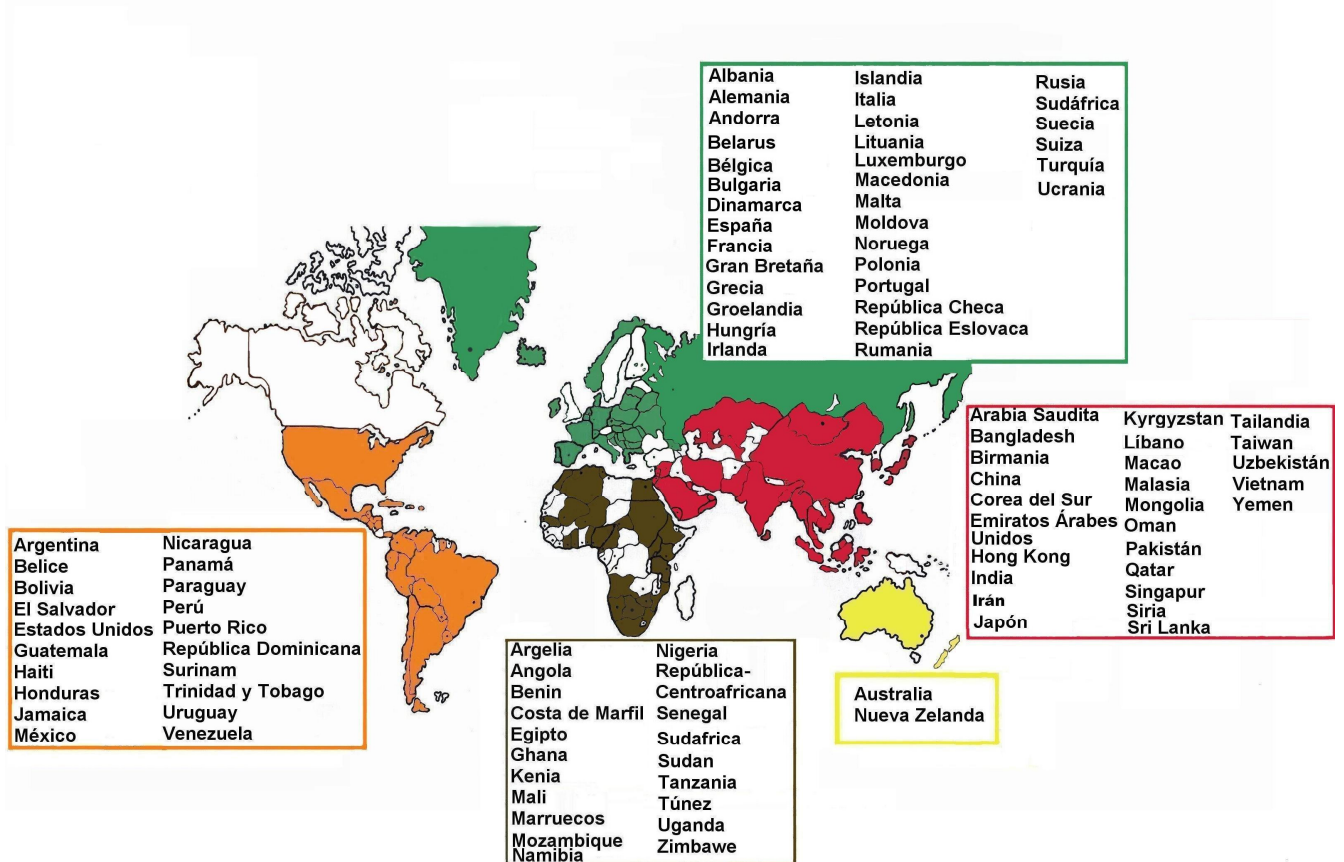 Albania
Alemania
Andorra
Belarus
Bélgica
Bulgaria
Dinamarca
España
Francia
Gran Bretaña
Grecia
Groelandia
Hungría
Irlanda
Islandia
Italia
Letonia
Lituania
Luxemburgo
Macedonia
Malta
Moldova
Noruega
Polonia
Portugal
República Checa
República Eslovaca
Rumania
Rusia
Sudáfrica
Suecia
Suiza
Turquía
Ucrania
Arabia Saudita
Bangladesh
Birmania
China
Corea del Sur
Emiratos Árabes
Unidos
Hong Kong
India
Irán
Japón
Kyrgyzstan
Líbano
Macao
Malasia
Mongolia
Oman
Pakistán
Qatar
Singapur
Siria
Sri Lanka
Tailandia
Taiwan
Uzbekistán
Vietnam
Yemen
Argentina
Belice
Bolivia
El Salvador
Estados Unidos
Guatemala
Haiti
Honduras
Jamaica
México
Nicaragua
Panamá
Paraguay
Perú
Puerto Rico
República Dominicana
Surinam
Trinidad y Tobago
Uruguay
Venezuela
Argelia
Angola
Benin
Costa de Marfil
Egipto
Ghana
Kenia
Mali
Marruecos
Mozambique
Namibia
Nigeria
República-
Centroafricana
Senegal
Sudafrica
Sudan
Tanzania
Túnez
Uganda
Zimbawe
Australia
Nueva Zelanda